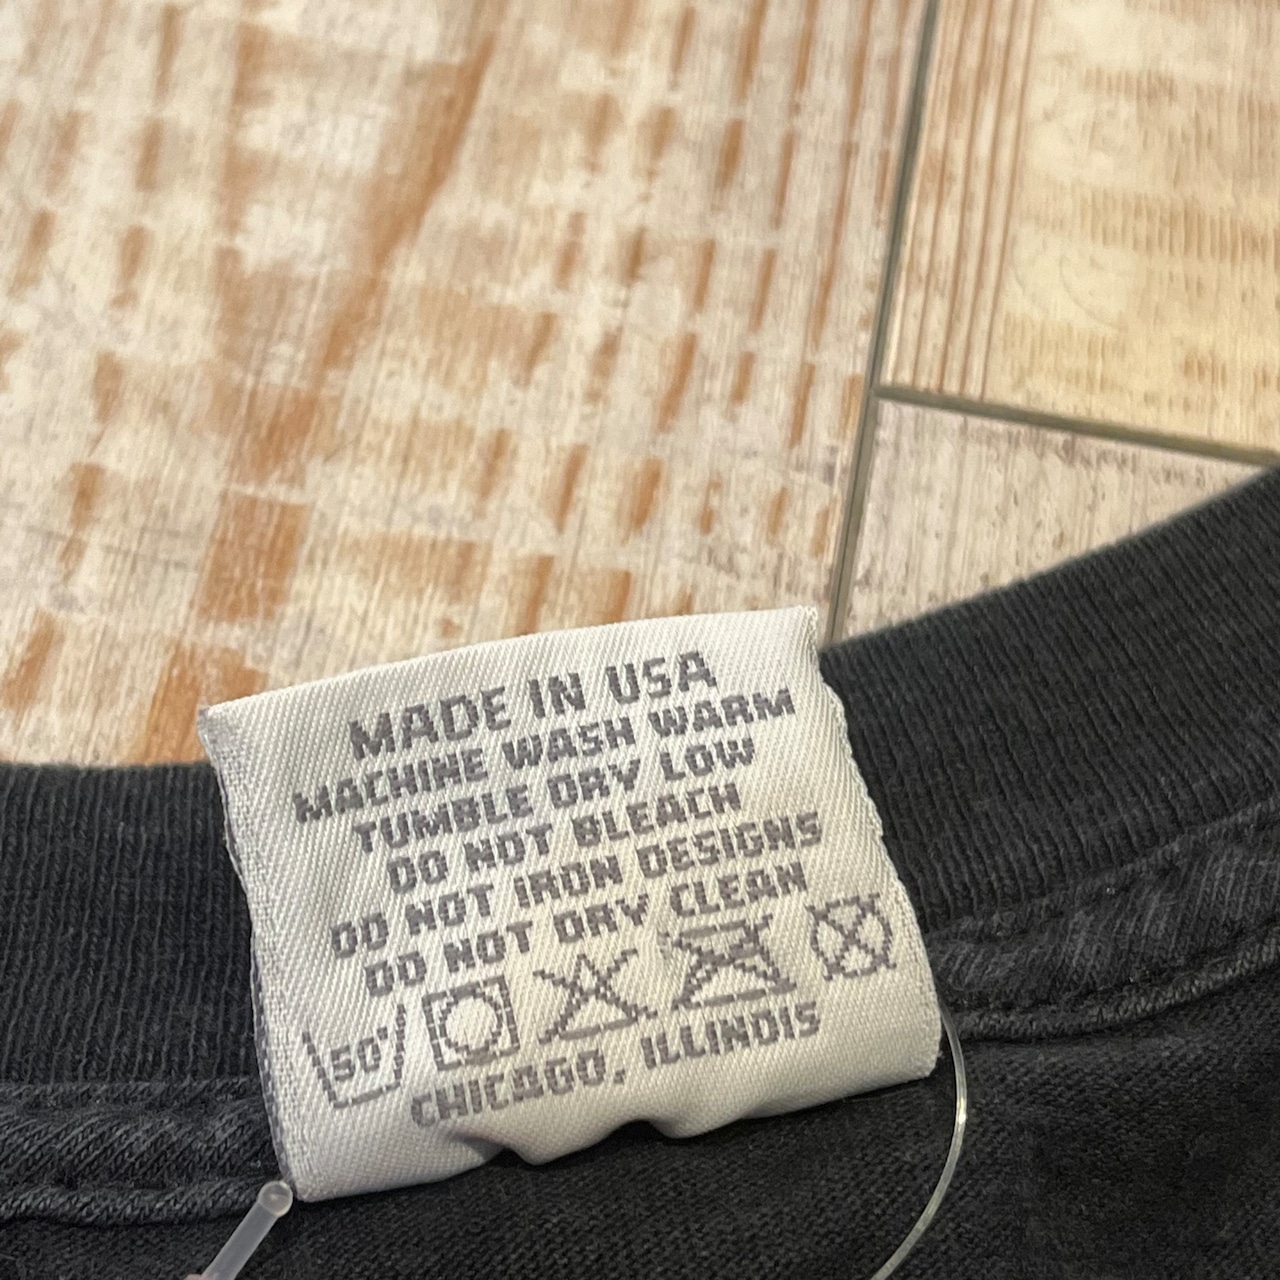 MADE IN USA
MACHINE WASH WARM
TUMBLE DRY LOW
DO NOT BLEACH
DO NOT IRON DESIGNS
DO NOT DRY CLEAN
50°
CHICAGO, ILLINOIS